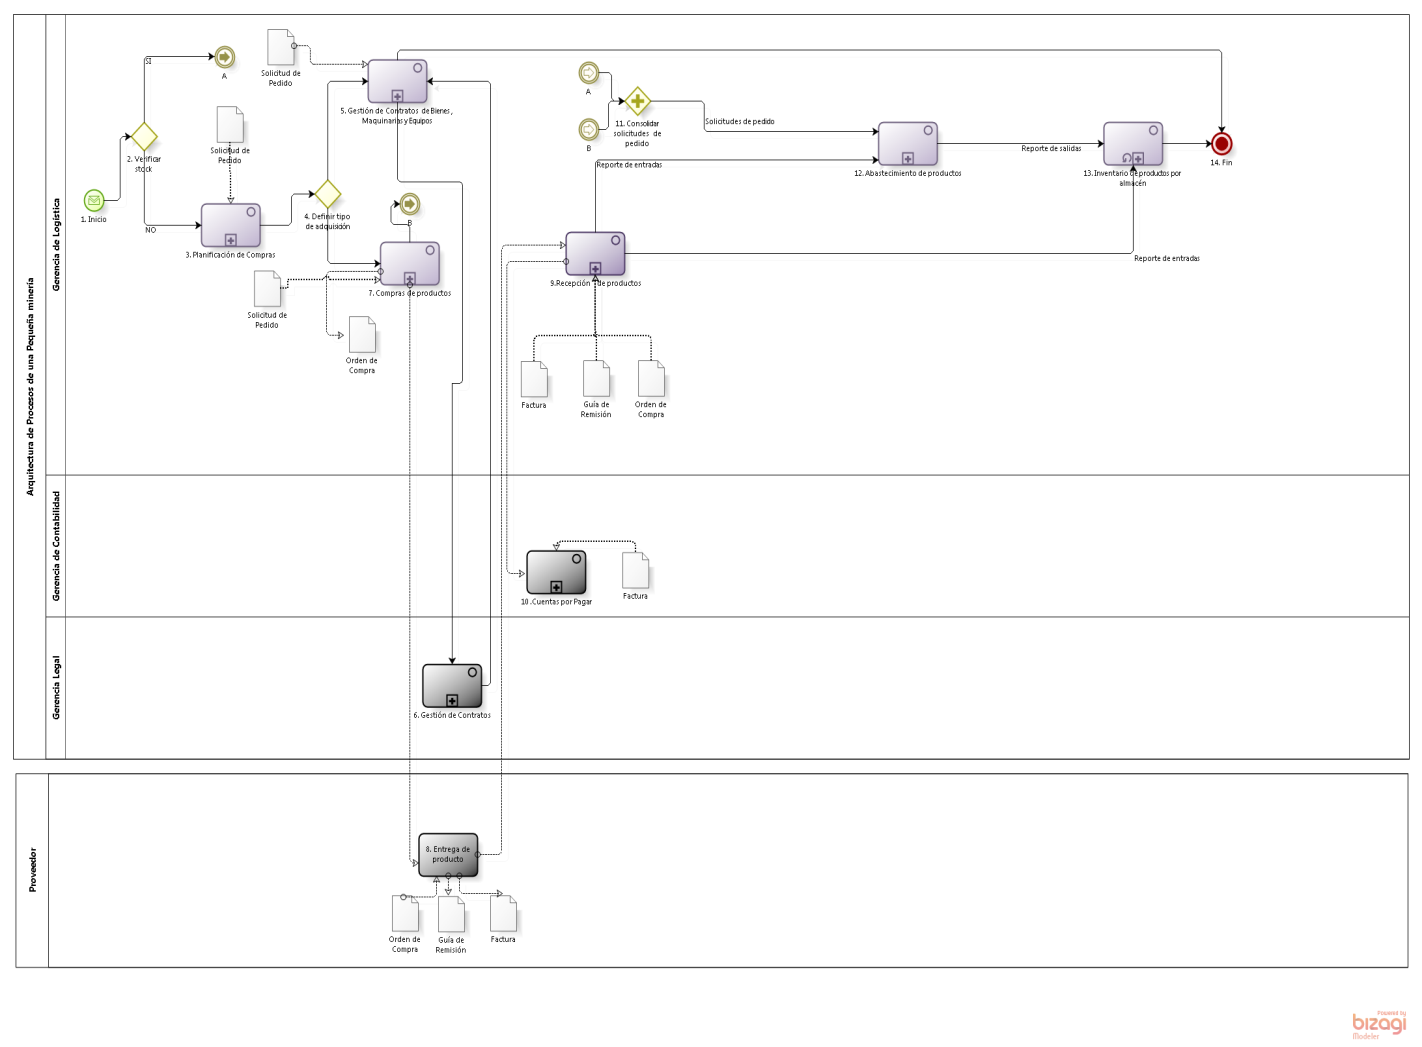 Arquitectura de Procesos de una Pequeña minería
Gerencia de Logística
SI
A
2. Verificar
stock
1. Inicio
NO
Solicitud de
Pedido
3. Planificación de Compras
Solicitud de
Pedido
4. Definir tipo
de adquisición
5. Gestión de Contratos de Bienes,
Maquinarias y Equipos
B
7. Compras de productos
Solicitud de
Pedido
Orden de
Compra
A
B
11. Consolidar
solicitudes de
pedido
Solicitudes de pedido
Reporte de entradas
9.Recepción de productos
Factura
Guía de
Remisión
Orden de
Compra
12. Abastecimiento de productos
Reporte de salidas
13. Inventario de productos por
almacén
14. Fin
Reporte de entradas
Gerencia de Contabilidad
10 .Cuentas por Pagar
Factura
Gerencia Legal
6. Gestión de Contratos
Proveedor
8. Entrega de
producto
Orden de
Compra
Guía de
Remisión
Factura
Powered by
bizagi
Modeler